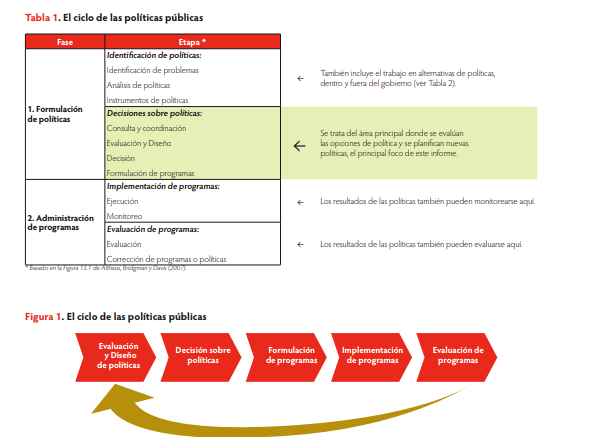 Tabla 1. El ciclo de las políticas públicas
Fase
Etapa *
1. Formulación
de políticas
Identificación de políticas:
Identificación de problemas
Análisis de políticas
Instrumentos de políticas
También incluye el trabajo en alternativas de políticas,
dentro y fuera del gobierno (ver Tabla 2).
Decisiones sobre políticas:
Consulta y coordinación
Evaluación y Diseño
Decisión
Formulación de programas
Se trata del área principal donde se evalúan
las opciones de política y se planifican nuevas
políticas, el principal foco de este informe.
2. Administración
de programas
Implementación de programas:
Ejecución
Monitoreo
Los resultados de las políticas también pueden monitorearse aquí.
Evaluación de programas:
Evaluación
Corrección de programas o políticas
Los resultados de las políticas también pueden evaluarse aquí.
* Basado en la Figura 13.1 de Althaus, Bridgman y Davis (2007)
Figura 1. El ciclo de las políticas públicas
Evaluación
y Diseño
de políticas
Decisión sobre
políticas
Formulación
de programas
Implementación
de programas
Evaluación de
programas